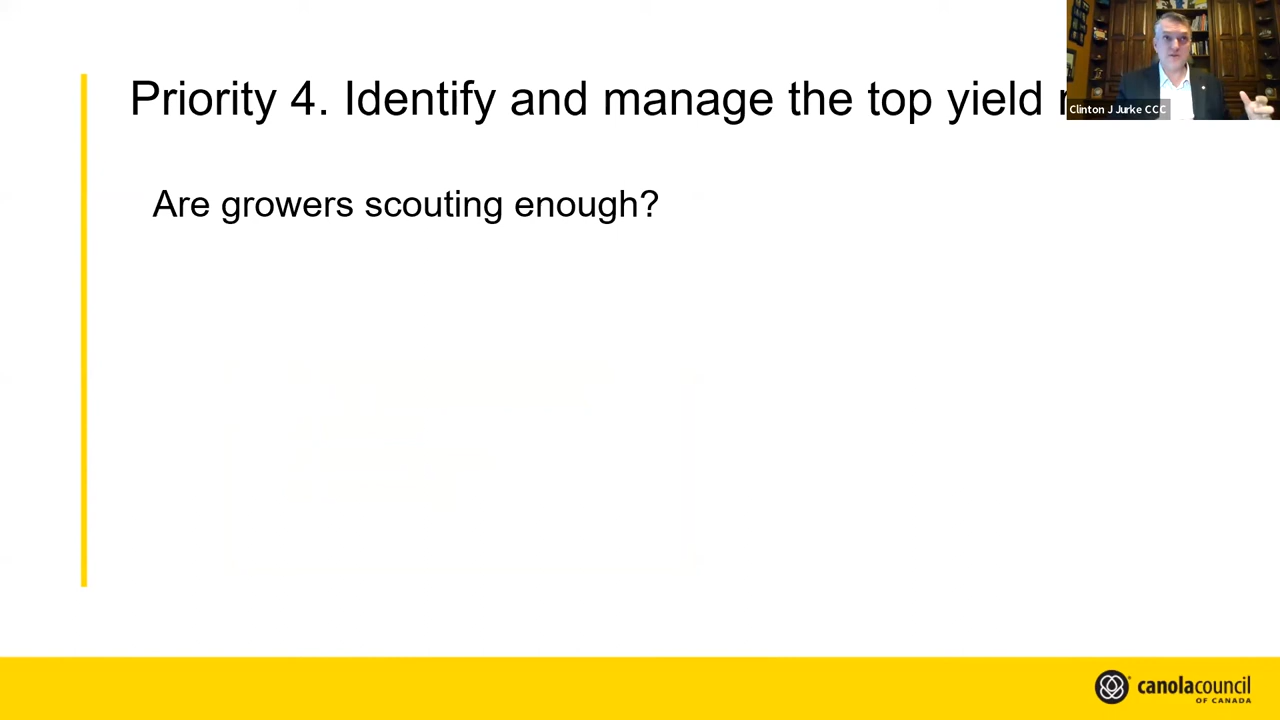 Priority 4. Identify and manage the top yield
Clinton J Jurke CCC
Are growers scouting enough?
canolacouncil
OF CANADA